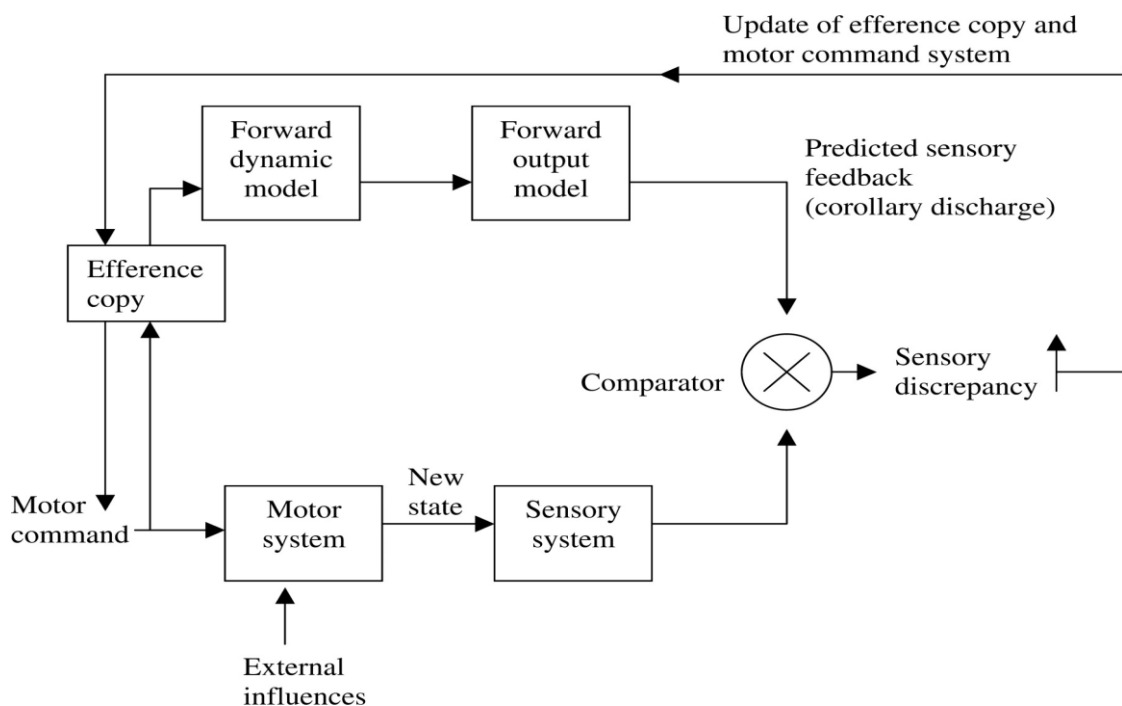 Update of efference copy and
motor command system
Forward
dynamic
model
Forward
output
model
Predicted sensory
feedback
(corollary discharge)
Efference
copy
Comparator
Sensory
discrepancy
Motor
command
Motor
system
New
state
Sensory
system
External
influences